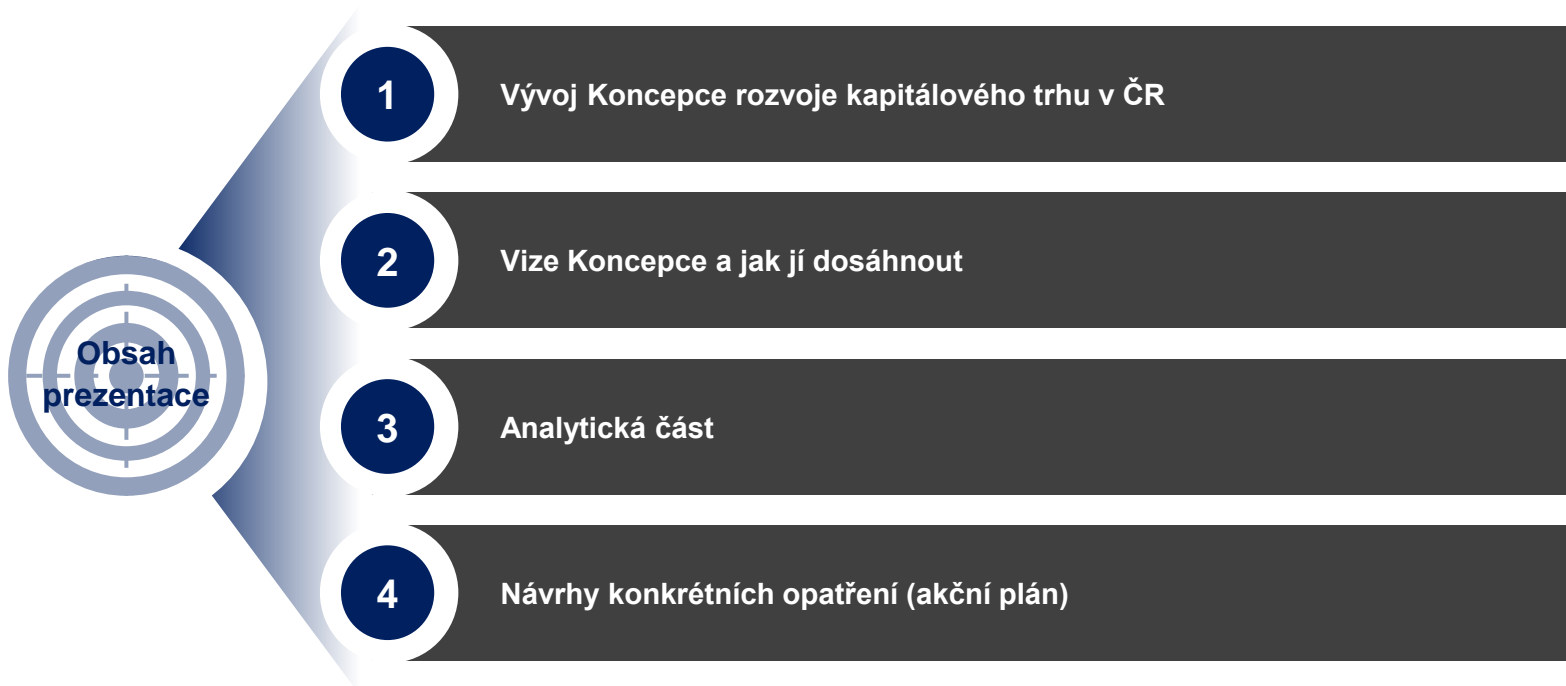 Obsah
prezentace
1
Vývoj Koncepce rozvoje kapitálového trhu v ČR
2
Vize Koncepce a jak jí dosáhnout
3
Analytická část
4
Návrhy konkrétních opatření (akční plán)